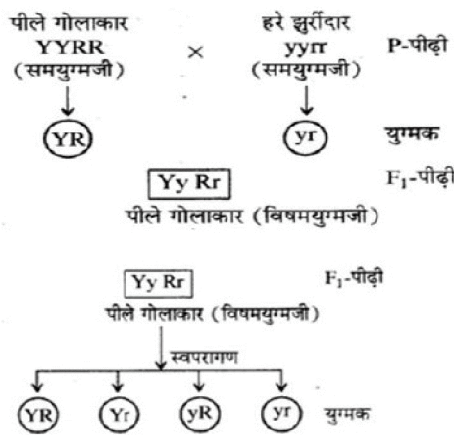 पीले गोलाकार हरे झुर्रीदार
YYRR × yyrr P-पीढ़ी
(समयुग्मजी) (समयुग्मजी)
YR yr युग्मक
Yy Rr F₁-पीढ़ी
पीले गोलाकार (विषमयुग्मजी)
Yy Rr F₁-पीढ़ी
पीले गोलाकार (विषमयुग्मजी)
स्वपरागण
YR Yr yR yr युग्मक